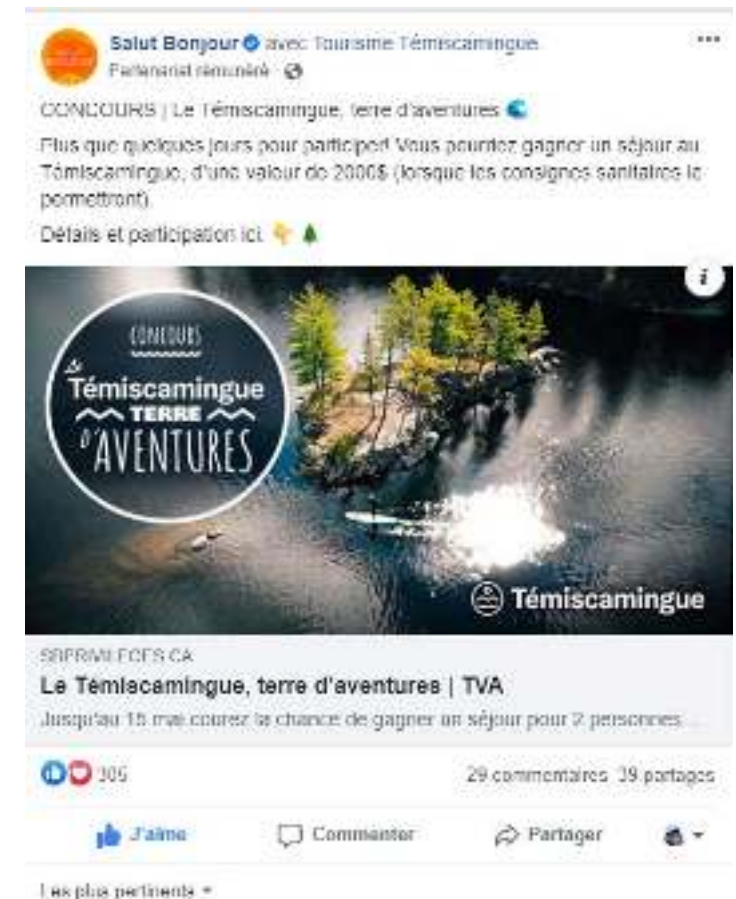 Salut Bonjour avec Tourisme Témiscamingue
Partenariat rémunéré
CONCOURS | Le Témiscamingue, terre d'aventures 🌊
Plus que quelques jours pour participer! Vous pourriez gagner un séjour au
Témiscamingue, d'une valeur de 2000$ (lorsque les consignes sanitaires le
permettront).
Détails et participation ici 👇 🌲
i
CONCOURS
Le
Témiscamingue
TERRE
D'AVENTURES
Témiscamingue
SBPRIVILEGES.CA
Le Témiscamingue, terre d'aventures | TVA
Jusqu'au 15 mai courez la chance de gagner un séjour pour 2 personnes ...
29 commentaires 39 partages
J'aime Commenter Partager
Les plus pertinents